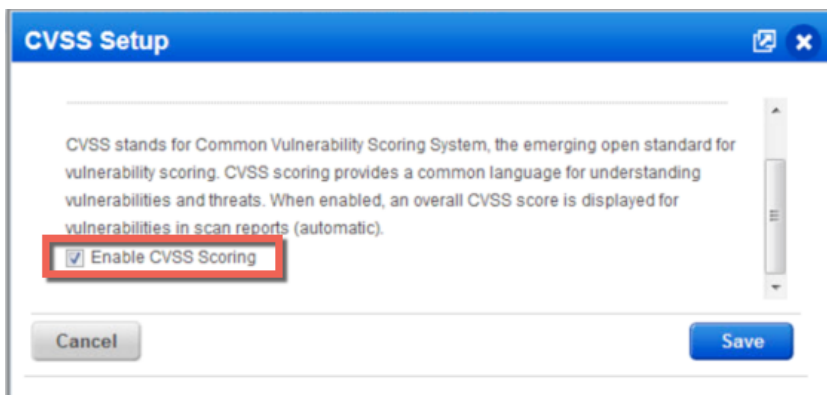 CVSS Setup
CVSS stands for Common Vulnerability Scoring System, the emerging open standard for
vulnerability scoring. CVSS scoring provides a common language for understanding
vulnerabilities and threats. When enabled, an overall CVSS score is displayed for
vulnerabilities in scan reports (automatic).
Enable CVSS Scoring
Cancel
Save